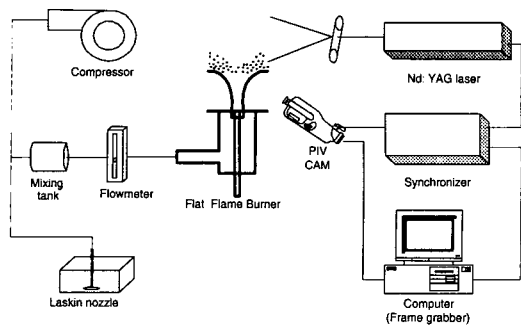 Compressor
Nd: YAG laser
Mixing
tank
Flowmeter
Flat Flame Burner
PIV
CAM
Synchronizer
Laskin nozzle
Computer
(Frame grabber)